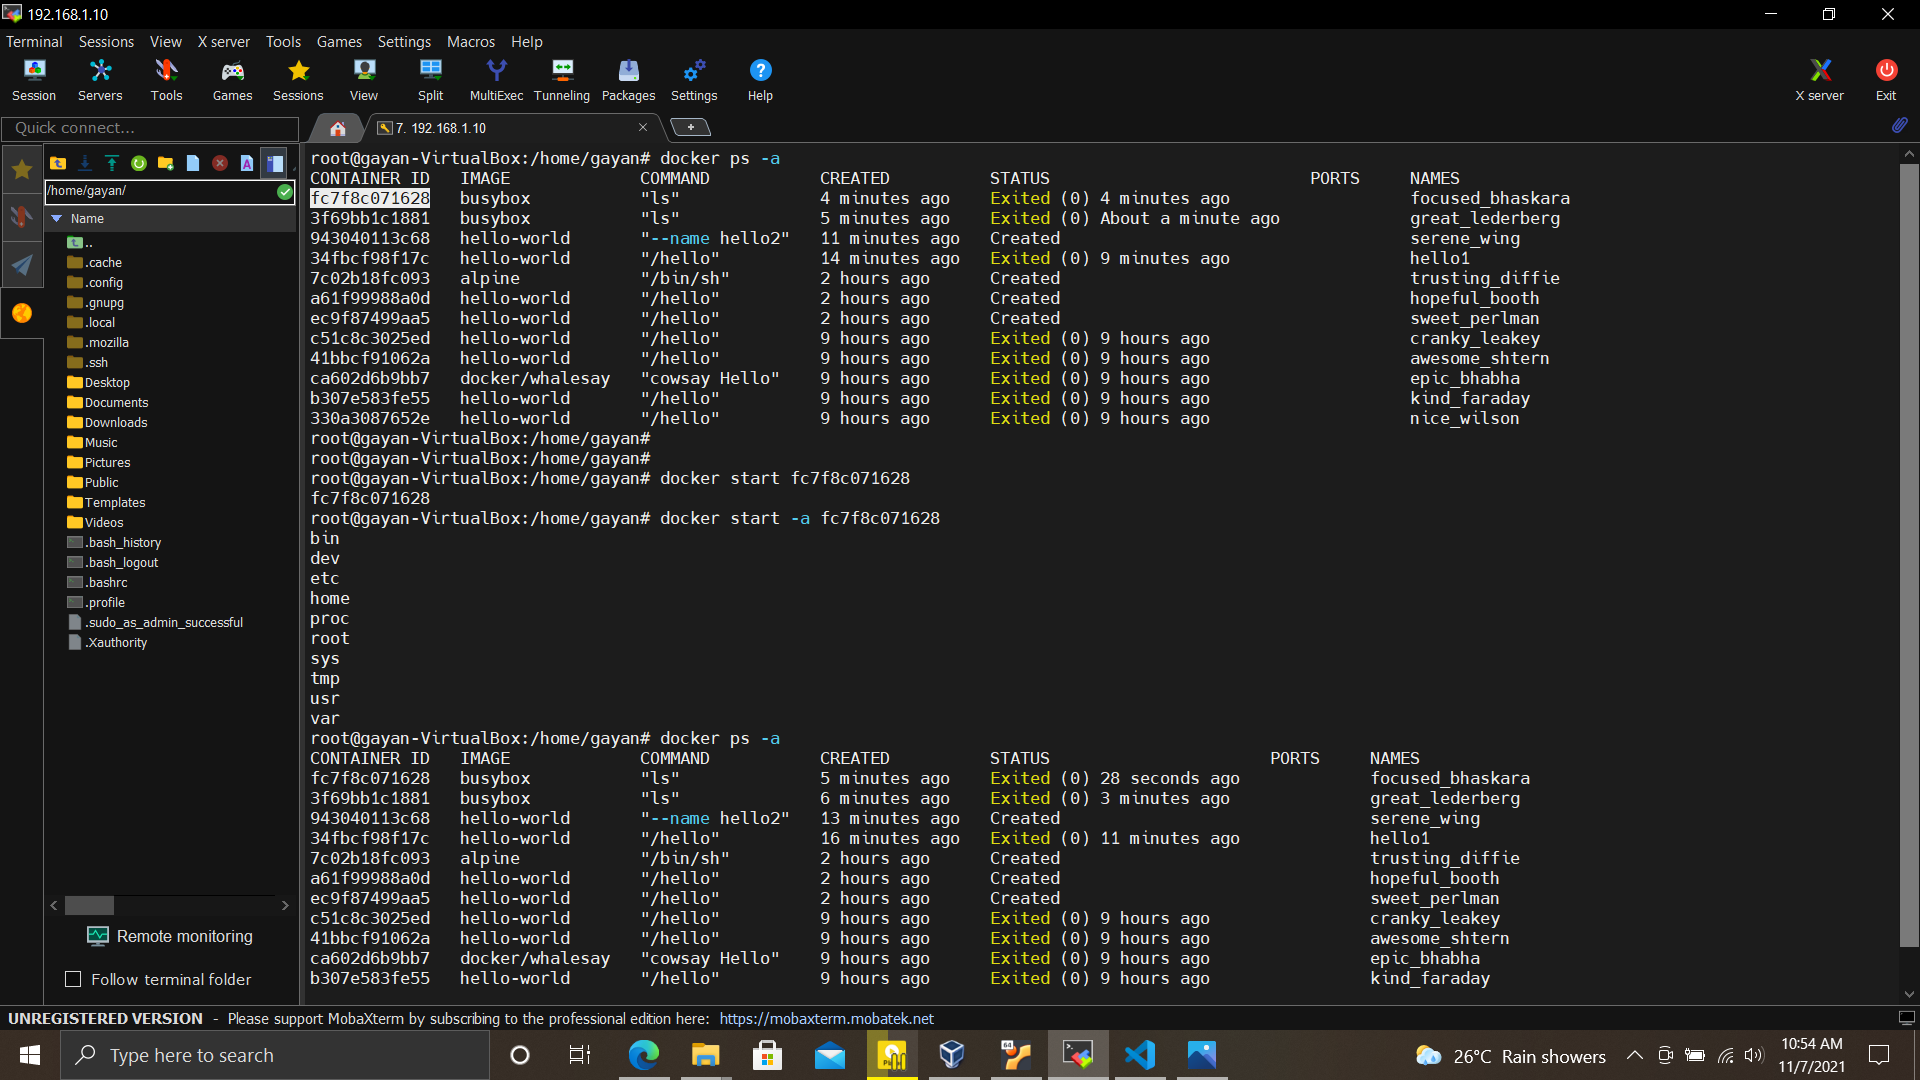 192.168.1.10
Terminal Sessions View X server Tools Games Settings Macros Help
Session Servers Tools Games Sessions View Split MultiExec Tunneling Packages Settings Help X server Exit
Quick connect...
7. 192.168.1.10
/home/gayan/
Name
..
.cache
.config
.gnupg
.local
.mozilla
.ssh
Desktop
Documents
Downloads
Music
Pictures
Public
Templates
Videos
.bash_history
.bash_logout
.bashrc
.profile
.sudo_as_admin_successful
.Xauthority
Remote monitoring
Follow terminal folder
root@gayan-VirtualBox:/home/gayan# docker ps -a
CONTAINER ID IMAGE COMMAND CREATED STATUS PORTS NAMES
fc7f8c071628 busybox "ls" 4 minutes ago Exited (0) 4 minutes ago focused_bhaskara
3f69bb1c1881 busybox "ls" 5 minutes ago Exited (0) About a minute ago great_lederberg
943040113c68 hello-world "--name hello2" 11 minutes ago Created serene_wing
34fbcf98f17c hello-world "/hello" 14 minutes ago Exited (0) 9 minutes ago hello1
7c02b18fc093 alpine "/bin/sh" 2 hours ago Created trusting_diffie
a61f99988a0d hello-world "/hello" 2 hours ago Created hopeful_booth
ec9f87499aa5 hello-world "/hello" 2 hours ago Created sweet_perlman
c51c8c3025ed hello-world "/hello" 9 hours ago Exited (0) 9 hours ago cranky_leakey
41bbcf91062a hello-world "/hello" 9 hours ago Exited (0) 9 hours ago awesome_shtern
ca602d6b9bb7 docker/whalesay "cowsay Hello" 9 hours ago Exited (0) 9 hours ago epic_bhabha
b307e583fe55 hello-world "/hello" 9 hours ago Exited (0) 9 hours ago kind_faraday
330a3087652e hello-world "/hello" 9 hours ago Exited (0) 9 hours ago nice_wilson
root@gayan-VirtualBox:/home/gayan#
root@gayan-VirtualBox:/home/gayan#
root@gayan-VirtualBox:/home/gayan# docker start fc7f8c071628
fc7f8c071628
root@gayan-VirtualBox:/home/gayan# docker start -a fc7f8c071628
bin
dev
etc
home
proc
root
sys
tmp
usr
var
root@gayan-VirtualBox:/home/gayan# docker ps -a
CONTAINER ID IMAGE COMMAND CREATED STATUS PORTS NAMES
fc7f8c071628 busybox "ls" 5 minutes ago Exited (0) 28 seconds ago focused_bhaskara
3f69bb1c1881 busybox "ls" 6 minutes ago Exited (0) 3 minutes ago great_lederberg
943040113c68 hello-world "--name hello2" 13 minutes ago Created serene_wing
34fbcf98f17c hello-world "/hello" 16 minutes ago Exited (0) 11 minutes ago hello1
7c02b18fc093 alpine "/bin/sh" 2 hours ago Created trusting_diffie
a61f99988a0d hello-world "/hello" 2 hours ago Created hopeful_booth
ec9f87499aa5 hello-world "/hello" 2 hours ago Created sweet_perlman
c51c8c3025ed hello-world "/hello" 9 hours ago Exited (0) 9 hours ago cranky_leakey
41bbcf91062a hello-world "/hello" 9 hours ago Exited (0) 9 hours ago awesome_shtern
ca602d6b9bb7 docker/whalesay "cowsay Hello" 9 hours ago Exited (0) 9 hours ago epic_bhabha
b307e583fe55 hello-world "/hello" 9 hours ago Exited (0) 9 hours ago kind_faraday
UNREGISTERED VERSION - Please support MobaXterm by subscribing to the professional edition here: https://mobaxterm.mobatek.net
Type here to search
26°C Rain showers
10:54 AM
11/7/2021